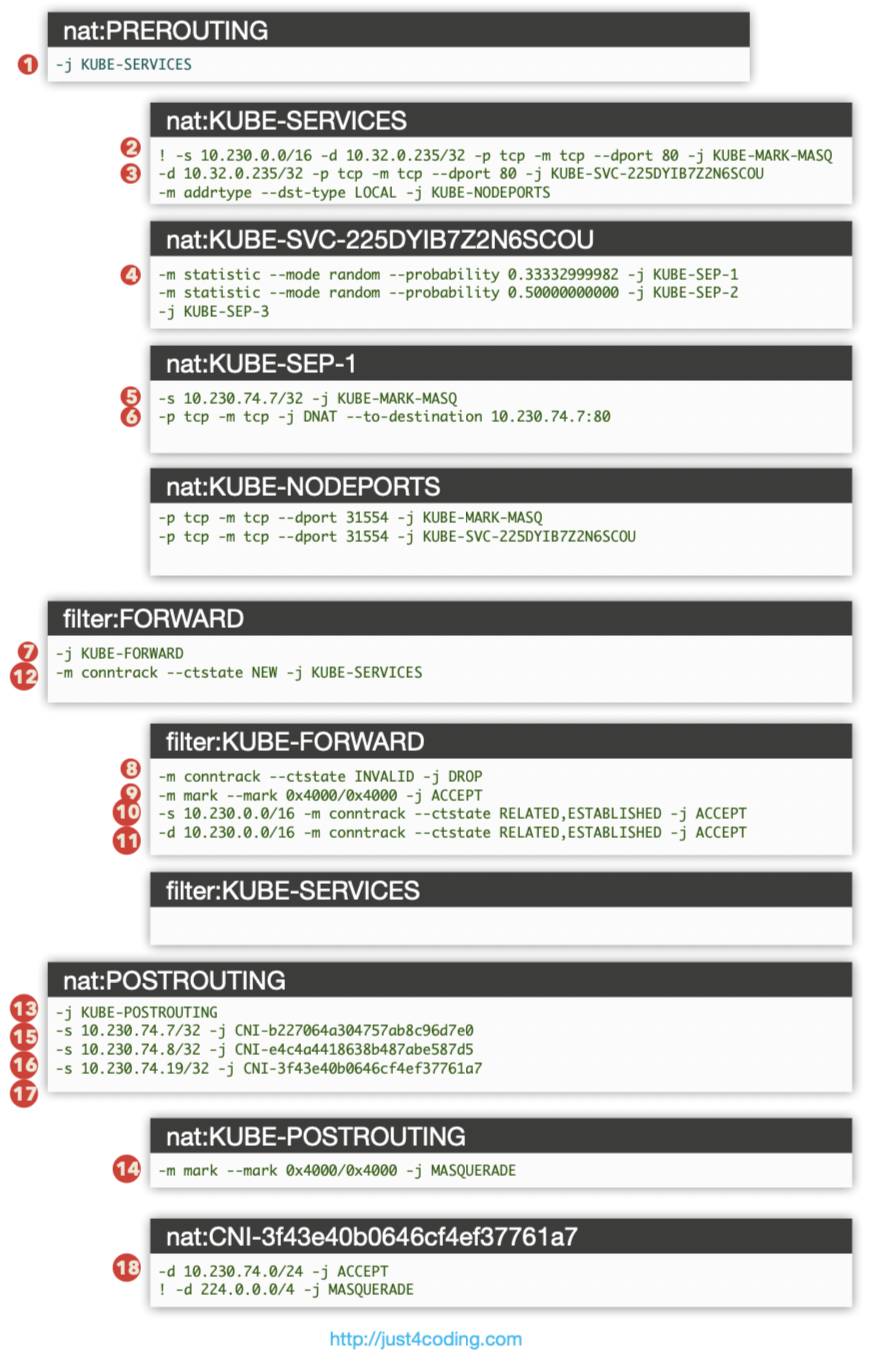 nat:PREROUTING
1 -j KUBE-SERVICES
nat:KUBE-SERVICES
2 ! -s 10.230.0.0/16 -d 10.32.0.235/32 -p tcp -m tcp --dport 80 -j KUBE-MARK-MASQ
3 -d 10.32.0.235/32 -p tcp -m tcp --dport 80 -j KUBE-SVC-225DYIB7Z2N6SCOU
-m addrtype --dst-type LOCAL -j KUBE-NODEPORTS
nat:KUBE-SVC-225DYIB7Z2N6SCOU
4 -m statistic --mode random --probability 0.33332999982 -j KUBE-SEP-1
-m statistic --mode random --probability 0.50000000000 -j KUBE-SEP-2
-j KUBE-SEP-3
nat:KUBE-SEP-1
5 -s 10.230.74.7/32 -j KUBE-MARK-MASQ
6 -p tcp -m tcp -j DNAT --to-destination 10.230.74.7:80
nat:KUBE-NODEPORTS
-p tcp -m tcp --dport 31554 -j KUBE-MARK-MASQ
-p tcp -m tcp --dport 31554 -j KUBE-SVC-225DYIB7Z2N6SCOU
filter:FORWARD
7 -j KUBE-FORWARD
12 -m conntrack --ctstate NEW -j KUBE-SERVICES
filter:KUBE-FORWARD
8 -m conntrack --ctstate INVALID -j DROP
9 -m mark --mark 0x4000/0x4000 -j ACCEPT
10 -s 10.230.0.0/16 -m conntrack --ctstate RELATED,ESTABLISHED -j ACCEPT
11 -d 10.230.0.0/16 -m conntrack --ctstate RELATED,ESTABLISHED -j ACCEPT
filter:KUBE-SERVICES
nat:POSTROUTING
13 -j KUBE-POSTROUTING
15 -s 10.230.74.7/32 -j CNI-b227064a304757ab8c96d7e0
16 -s 10.230.74.8/32 -j CNI-e4c4a4418638b487abe587d5
17 -s 10.230.74.19/32 -j CNI-3f43e40b0646cf4ef37761a7
nat:KUBE-POSTROUTING
14 -m mark --mark 0x4000/0x4000 -j MASQUERADE
nat:CNI-3f43e40b0646cf4ef37761a7
18 -d 10.230.74.0/24 -j ACCEPT
! -d 224.0.0.0/4 -j MASQUERADE
http://just4coding.com